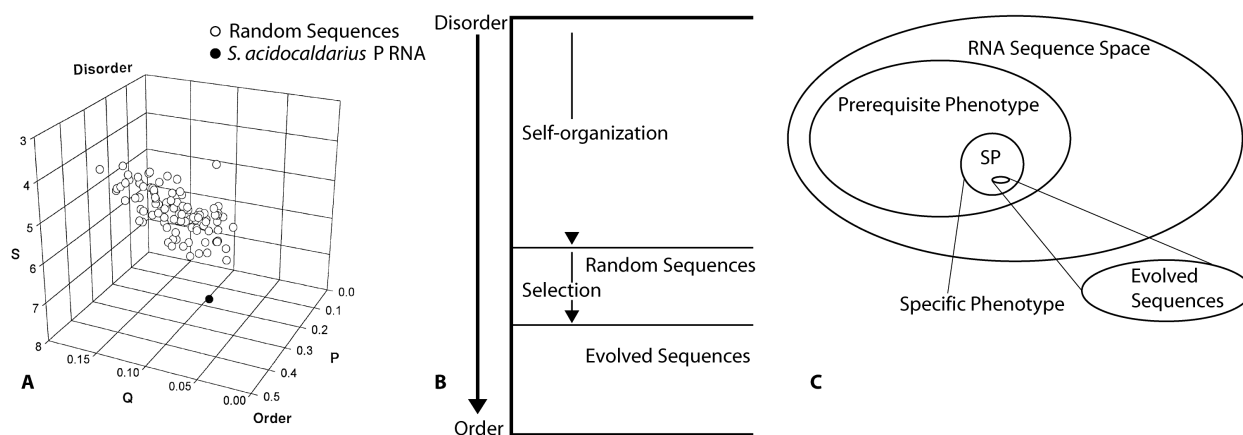 Random Sequences
S. acidocaldarius P RNA
Disorder
3
4
5
6
7
8
S
0.15
0.10
0.05
0.00
Q
0.0
0.1
0.2
0.3
0.4
0.5
P
Order
A
Disorder
Self-organization
Random Sequences
Selection
Evolved Sequences
Order
B
RNA Sequence Space
Prerequisite Phenotype
SP
Specific Phenotype
Evolved
Sequences
C